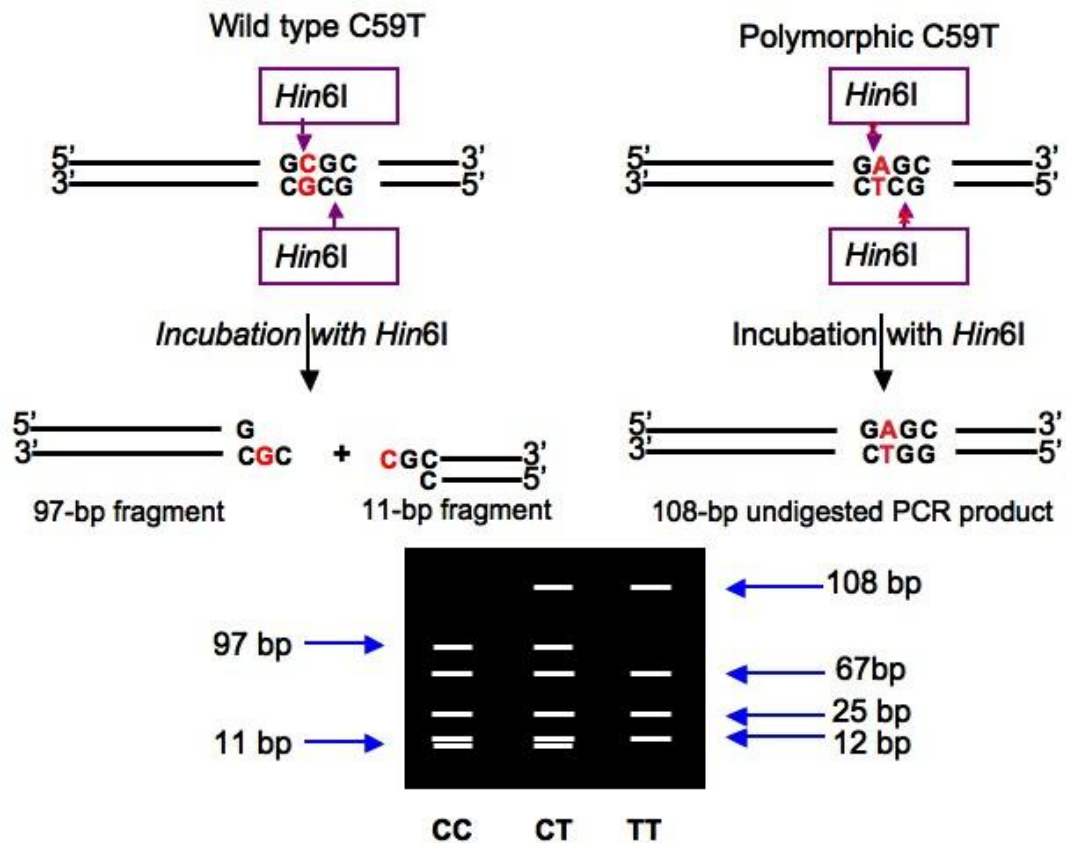 Wild type C59T
Polymorphic C59T
Hin6I
Hin6I
5’ GCGC 3’
3’ CGCG 5’
5’ GAGC 3’
3’ CTCG 5’
Hin6I
Hin6I
Incubation with Hin6I
Incubation with Hin6I
5’ G
3’ CGC
+
CGC 3’
C 5’
5’ GAGC 3’
3’ CTGG 5’
97-bp fragment
11-bp fragment
108-bp undigested PCR product
108 bp
97 bp
67bp
25 bp
11 bp
12 bp
CC CT TT